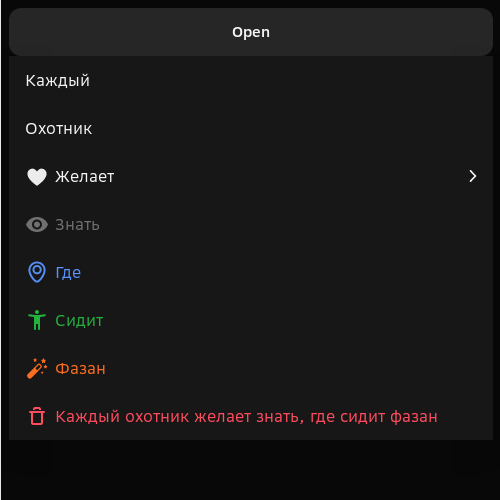 Open
Каждый
Охотник
Желает
Знать
Где
Сидит
Фазан
Каждый охотник желает знать, где сидит фазан